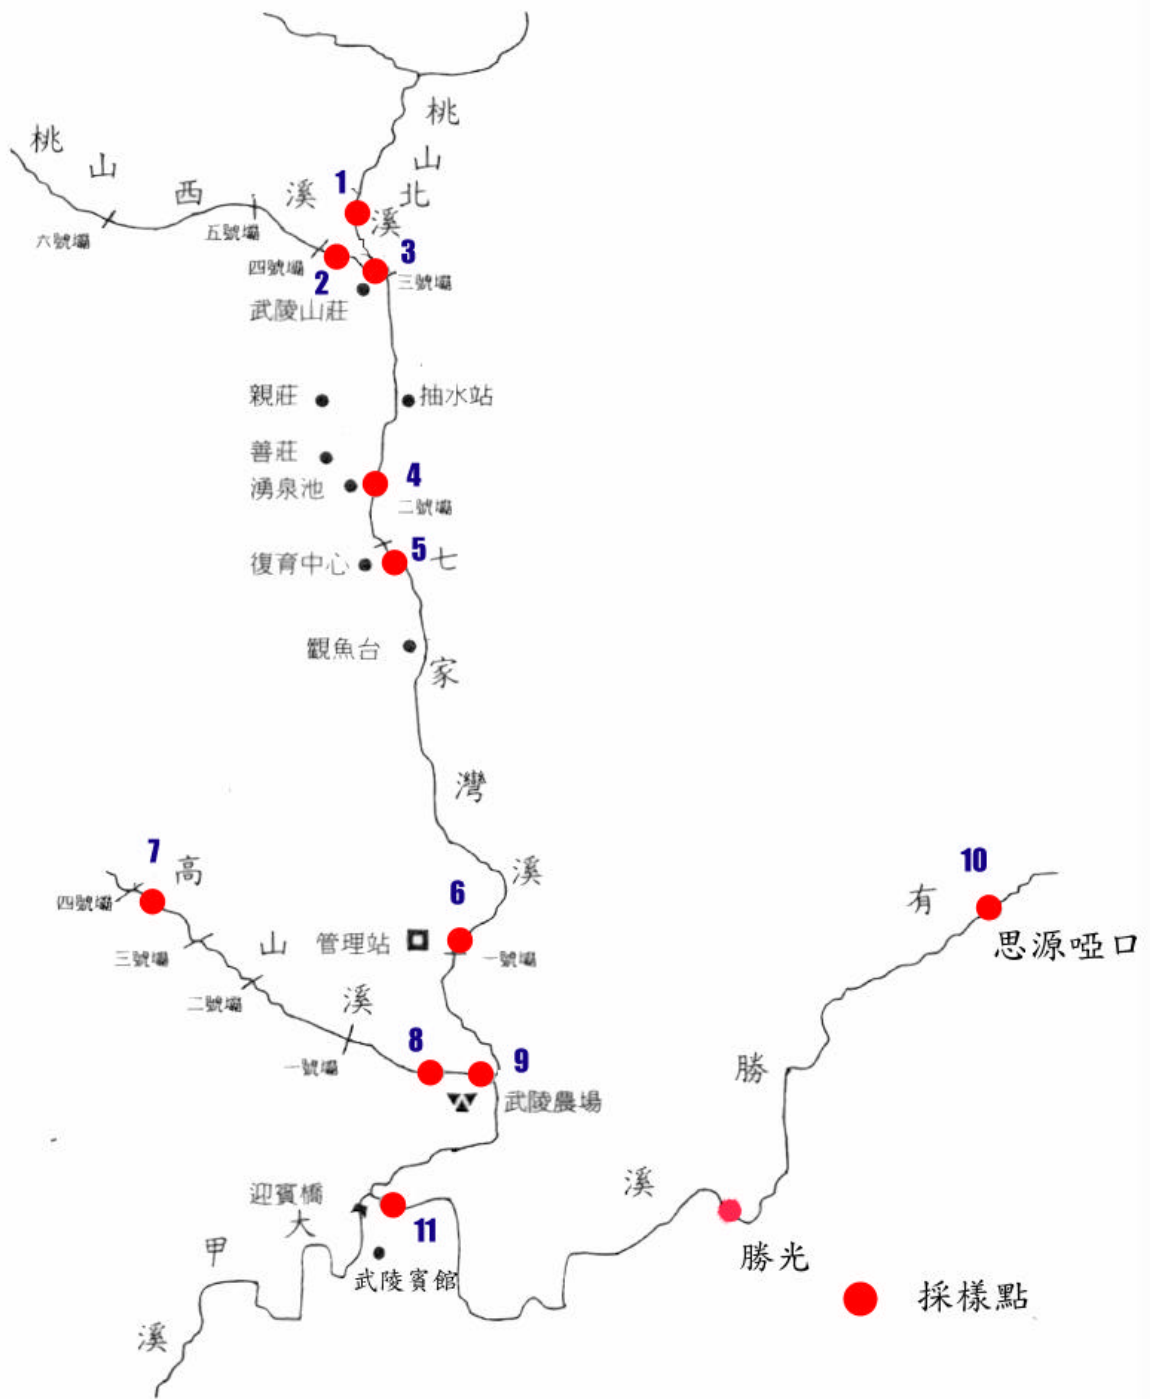 桃山北溪
桃山西溪
1
六號壩
五號壩
四號壩
2
3
三號壩
武陵山莊
親莊
抽水站
善莊
湧泉池
4
二號壩
復育中心
5
觀魚台
七家灣溪
7
高山溪
四號壩
三號壩
二號壩
一號壩
6
管理站
一號壩
8
9
武陵農場
10
思源啞口
有勝溪
勝光
迎賓橋
11
武陵賓館
大甲溪
採樣點